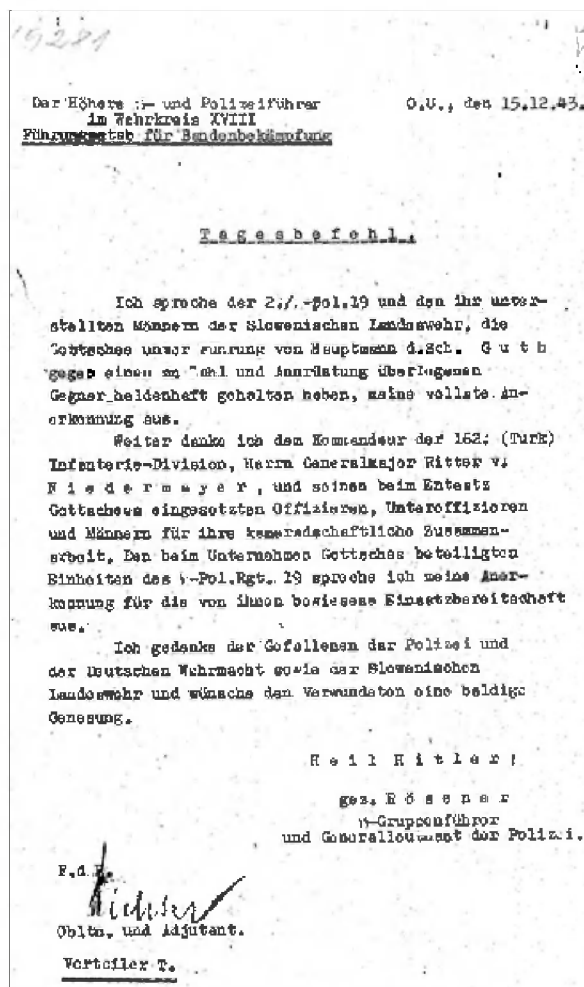 19281
Der Höhere ᛋᛋ- und Polizeiführer
im Wehrkreis XVIII
Führungsstab für Bandenbekämpfung
O.U., den 15.12.43.
Tagesbefehl.
Ich spreche der 2./ᛋᛋ-Pol.19 und den ihr unter-
stellten Männern der Slowenischen Landeswehr, die
Gottschee unter Führung von Hauptmann d.Sch. G u t h
gegen einen an Zahl und Ausrüstung überlegenen
Gegner heldenhaft gehalten haben, meine vollste An-
erkennung aus.
Weiter danke ich dem Kommandeur der 162. (Turk)
Infanterie-Division, Herrn Generalmajor Ritter v.
N i e d e r m a y e r , und seinen beim Entsatz
Gottschees eingesetzten Offizieren, Unteroffizieren
und Männern für ihre kameradschaftliche Zusammen-
arbeit. Den beim Unternehmen Gottschee beteiligten
Einheiten des ᛋᛋ-Pol.Rgt. 19 spreche ich meine Aner-
kennung für die von ihnen bewiesene Einsatzbereitschaft
aus.
Ich gedenke der Gefallenen der Polizei und
der Deutschen Wehrmacht sowie der Slowenischen
Landeswehr und wünsche den Verwundeten eine baldige
Genesung.
H e i l  H i t l e r !
gez. R ö s e n e r
ᛋᛋ-Gruppenführer
und Generalleutnant der Polizei.
F.d.R.
Obltn. und Adjutant.
Verteiler T.